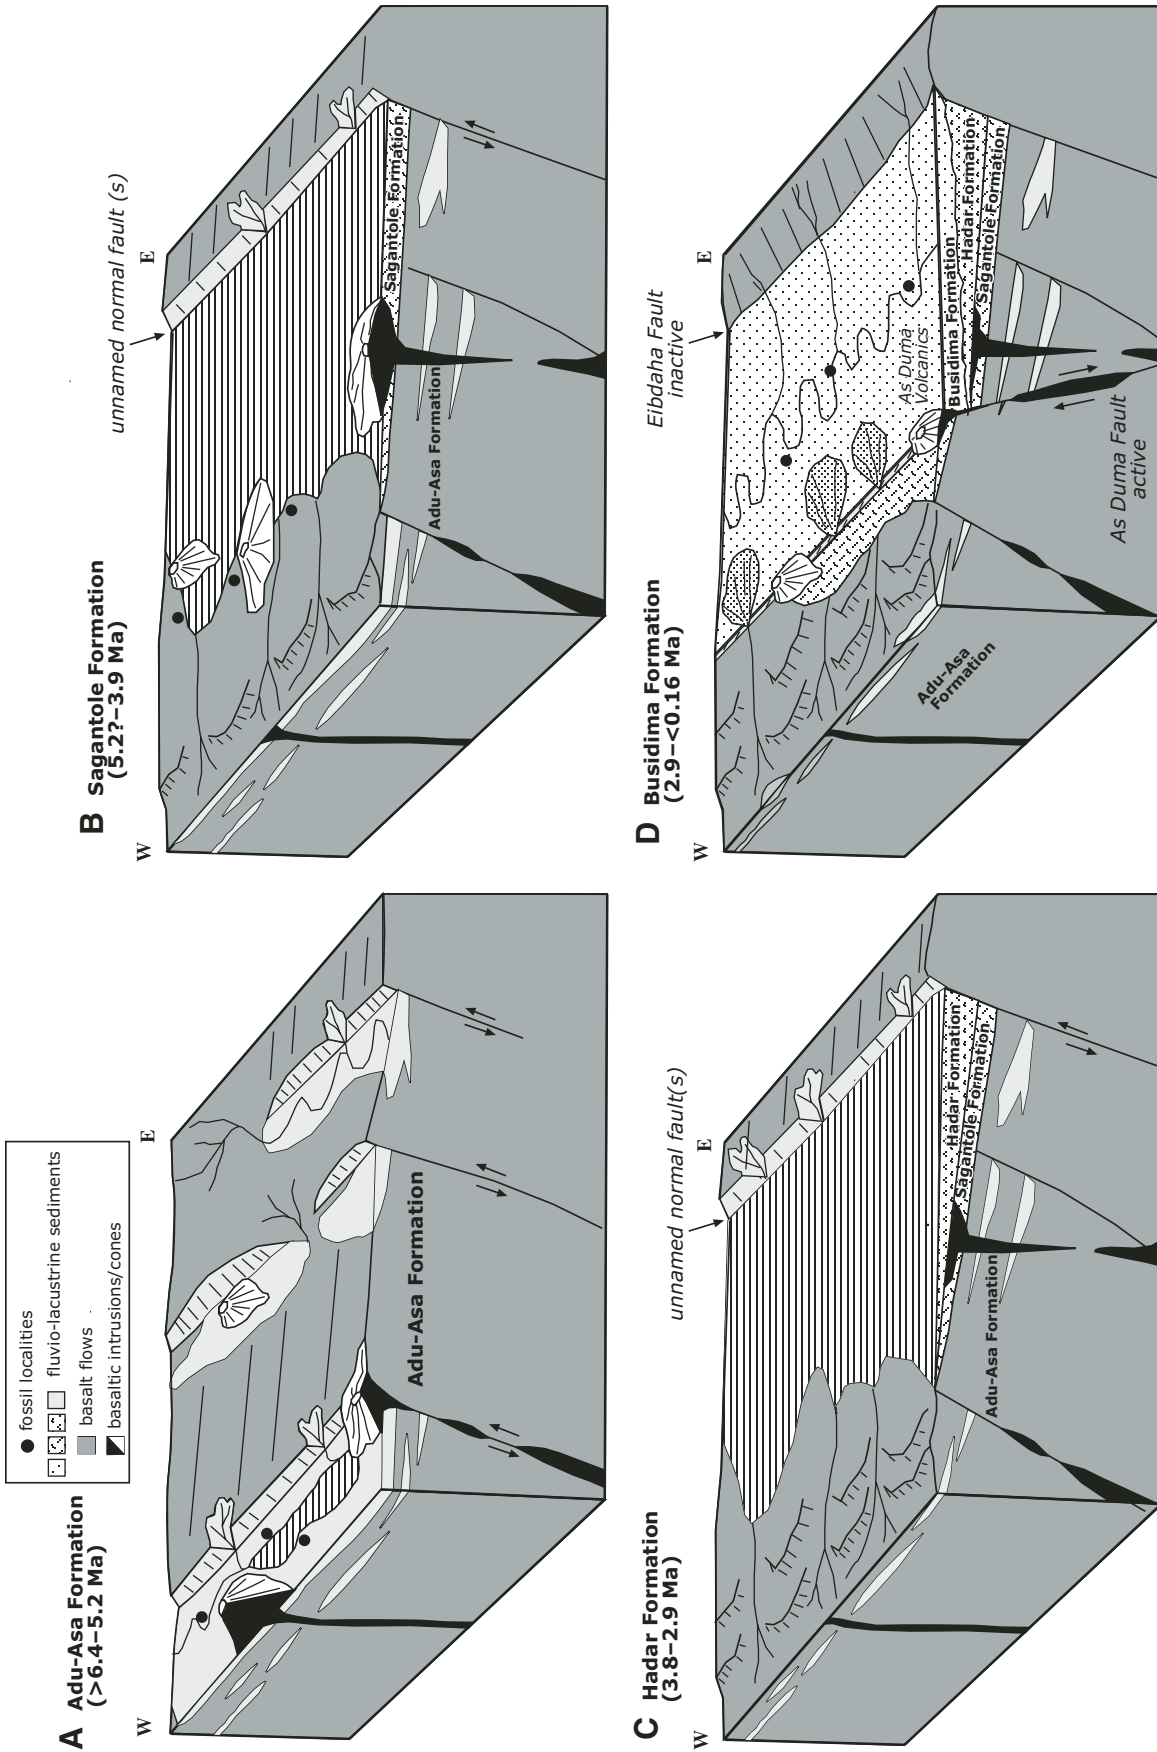 fossil localities
fluvio-lacustrine sediments
basalt flows
basaltic intrusions/cones
A Adu-Asa Formation
(>6.4–5.2 Ma)
W
E
Adu-Asa Formation
B Sagantole Formation
(5.2?–3.9 Ma)
unnamed normal fault (s)
W
E
Sagantole Formation
Adu-Asa Formation
C Hadar Formation
(3.8–2.9 Ma)
unnamed normal fault(s)
W
E
Hadar Formation
Sagantole Formation
Adu-Asa Formation
D Busidima Formation
(2.9–<0.16 Ma)
Eibdaha Fault
inactive
W
E
As Duma
Volcanics
Busidima Formation
Hadar Formation
Sagantole Formation
Adu-Asa
Formation
As Duma Fault
active